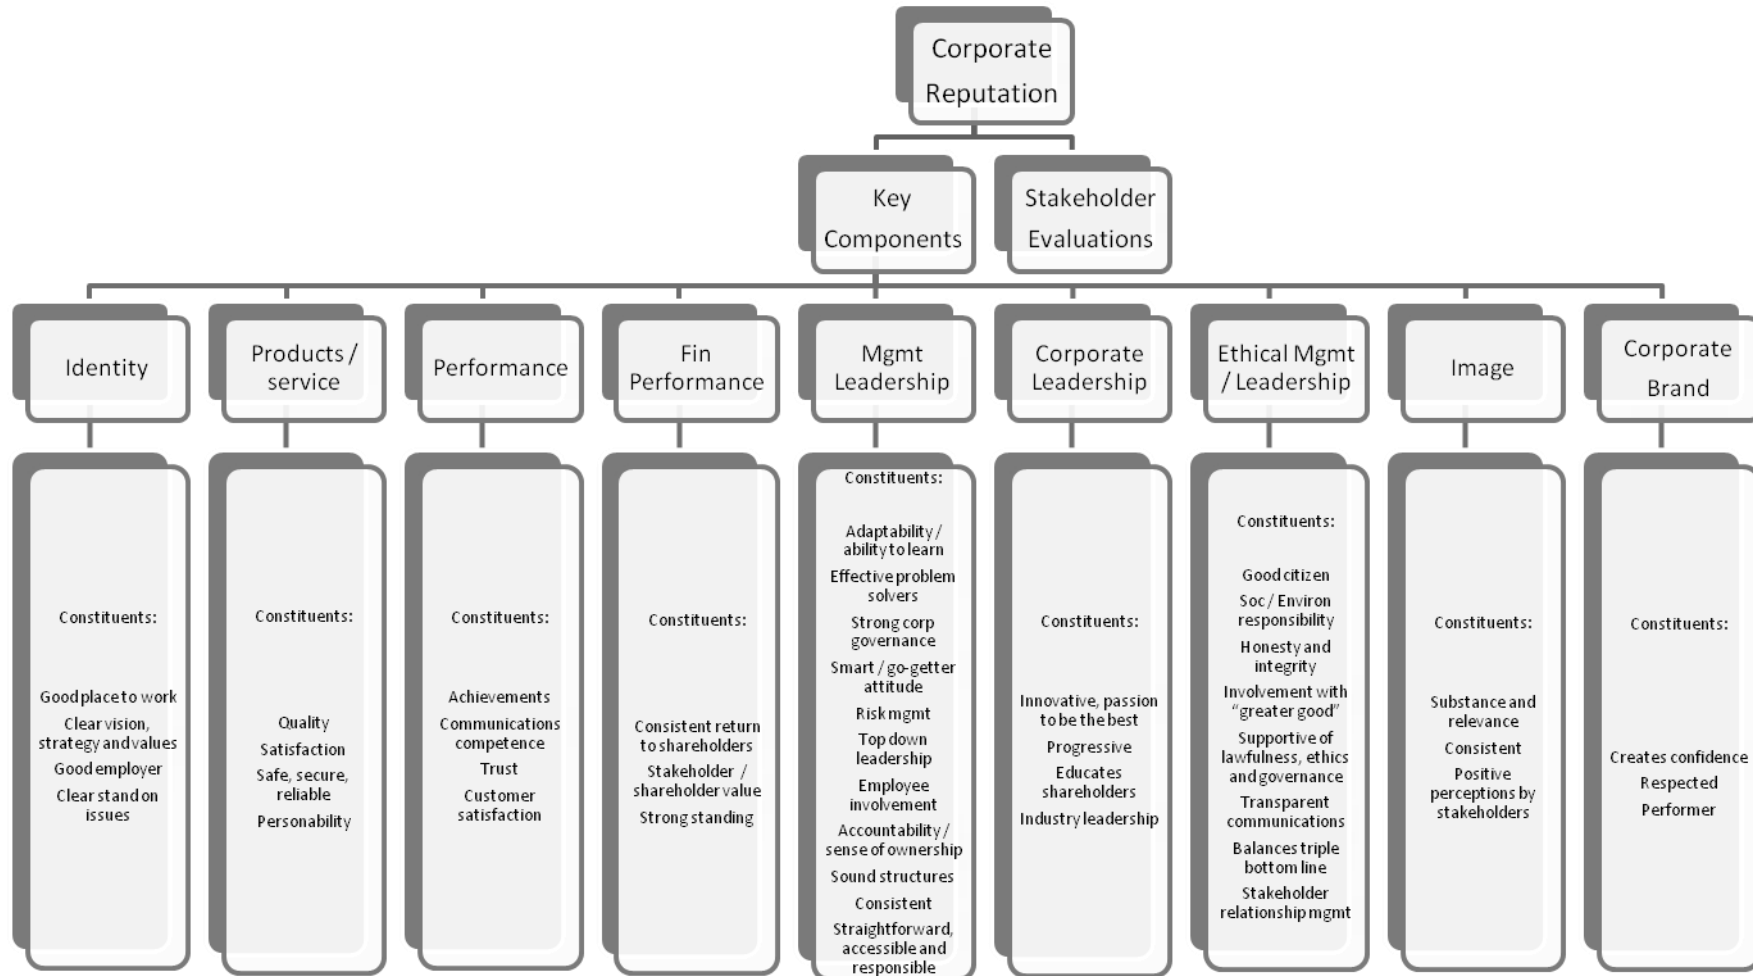 Corporate
Reputation
Key
Components
Stakeholder
Evaluations
Identity
Products /
service
Performance
Fin
Performance
Mgmt
Leadership
Corporate
Leadership
Ethical Mgmt
/ Leadership
Image
Corporate
Brand
Constituents:
Good place to work
Clear vision,
strategy and values
Good employer
Clear stand on
issues
Constituents:
Quality
Satisfaction
Safe, secure,
reliable
Personability
Constituents:
Achievements
Communications
competence
Trust
Customer
satisfaction
Constituents:
Consistent return
to shareholders
Stakeholder /
shareholder value
Strong standing
Constituents:
Adaptability /
ability to learn
Effective problem
solvers
Strong corp
governance
Smart / go-getter
attitude
Risk mgmt
Top down
leadership
Employee
involvement
Accountability /
sense of ownership
Sound structures
Consistent
Straightforward,
accessible and
responsible
Constituents:
Innovative, passion
to be the best
Progressive
Educates
shareholders
Industry leadership
Constituents:
Good citizen
Soc / Environ
responsibility
Honesty and
integrity
Involvement with
“greater good”
Supportive of
lawfulness, ethics
and governance
Transparent
communications
Balances triple
bottom line
Stakeholder
relationship mgmt
Constituents:
Substance and
relevance
Consistent
Positive
perceptions by
stakeholders
Constituents:
Creates confidence
Respected
Performer